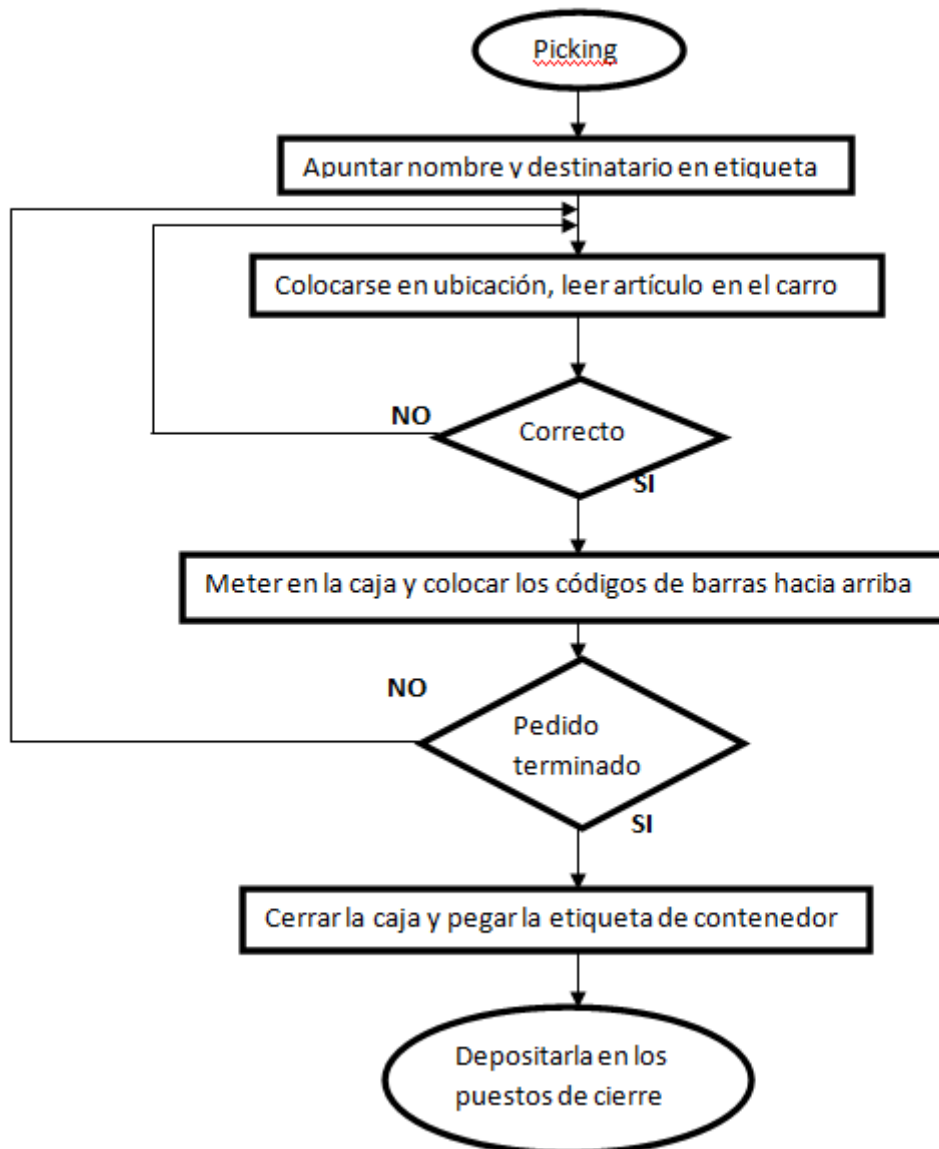 Picking
Apuntar nombre y destinatario en etiqueta
Colocarse en ubicación, leer artículo en el carro
NO
Correcto
SI
Meter en la caja y colocar los códigos de barras hacia arriba
NO
Pedido
terminado
SI
Cerrar la caja y pegar la etiqueta de contenedor
Depositarla en los
puestos de cierre